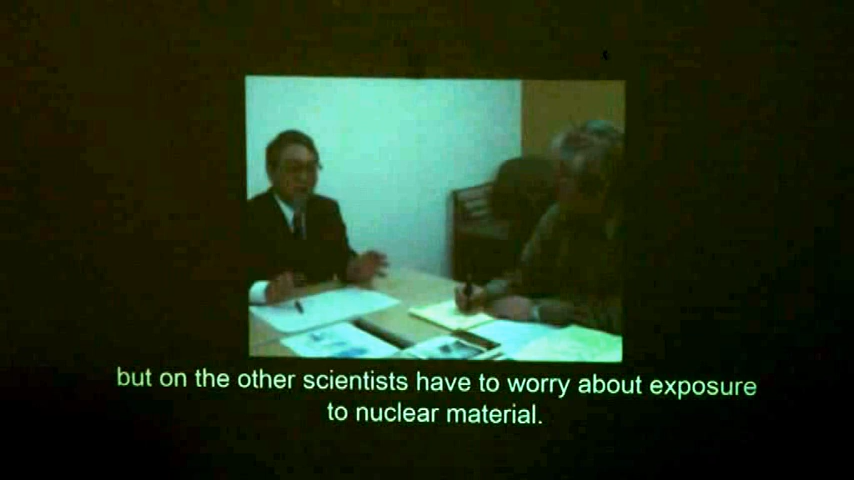 but on the other scientists have to worry about exposure
to nuclear material.